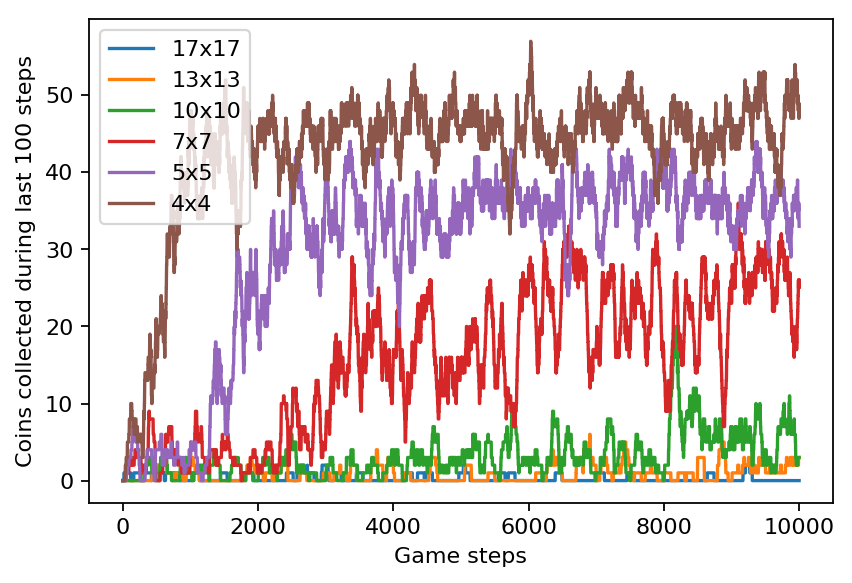 17x17
13x13
10x10
7x7
5x5
4x4
Coins collected during last 100 steps
50
40
30
20
10
0
0 2000 4000 6000 8000 10000
Game steps